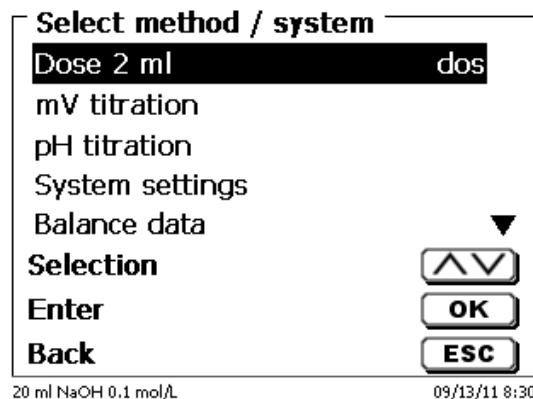 Select method / system
Dose 2 ml dos
mV titration
pH titration
System settings
Balance data
Selection
Enter OK
Back ESC
20 ml NaOH 0.1 mol/L 09/13/11 8:30